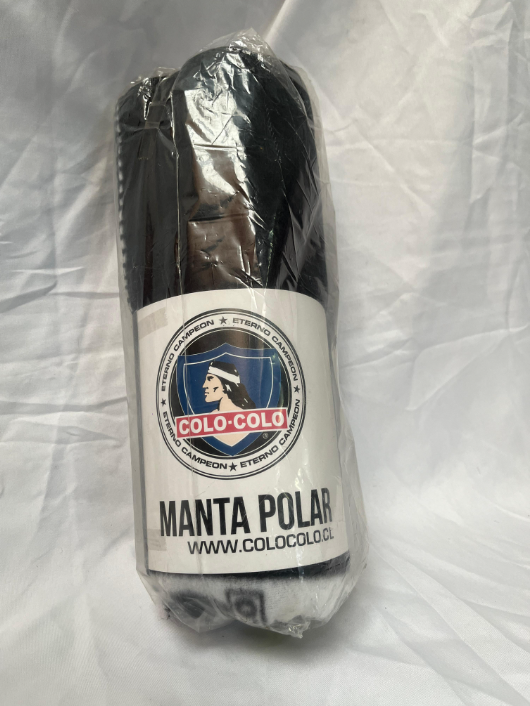 ETERNO CAMPEON ★ ETERNO CAMPEON ★
ETERNO CAMPEON ★ ETERNO CAMPEON ★
COLO-COLO
®
MANTA POLAR
WWW.COLOCOLO.CL